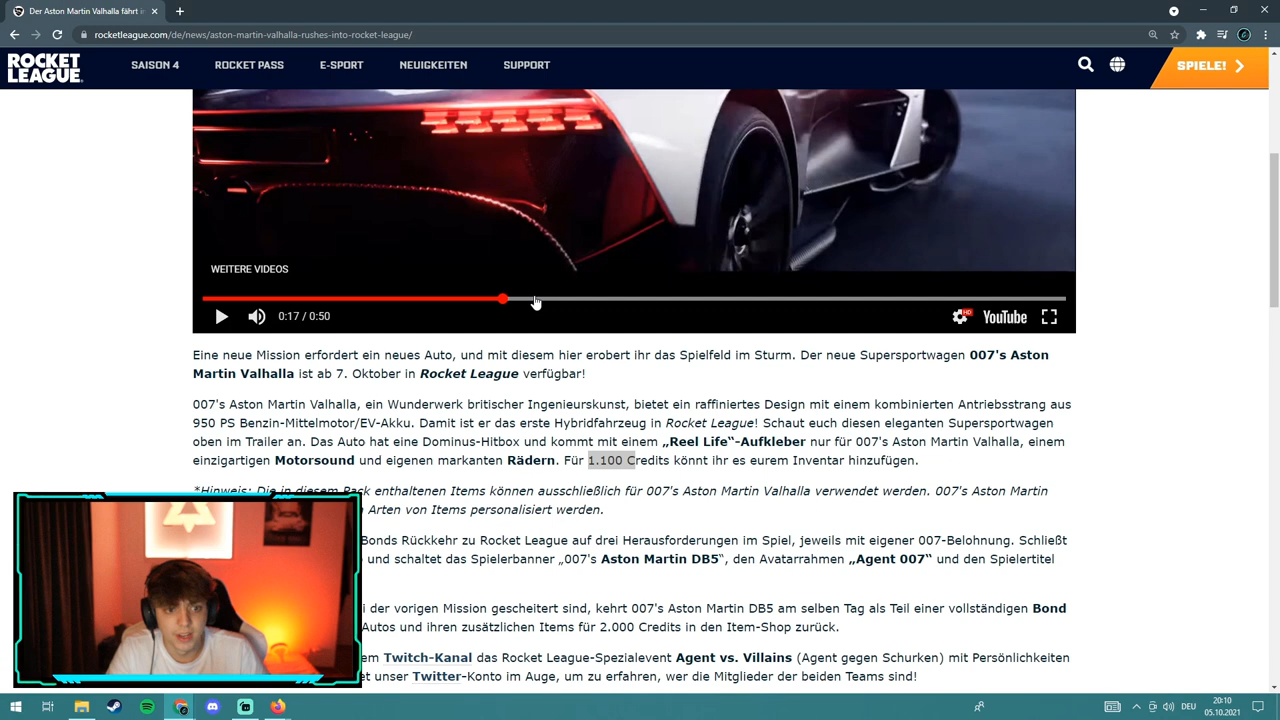 Der Aston Martin Valhalla fährt i
rocketleague.com/de/news/aston-martin-valhalla-rushes-into-rocket-league/
ROCKET
LEAGUE
SAISON 4
ROCKET PASS
E-SPORT
NEUIGKEITEN
SUPPORT
SPIELE!
WEITERE VIDEOS
0:17 / 0:50
HD
YouTube
Eine neue Mission erfordert ein neues Auto, und mit diesem hier erobert ihr das Spielfeld im Sturm. Der neue Supersportwagen 007's Aston
Martin Valhalla ist ab 7. Oktober in Rocket League verfügbar!
007's Aston Martin Valhalla, ein Wunderwerk britischer Ingenieurskunst, bietet ein raffiniertes Design mit einem kombinierten Antriebsstrang aus
950 PS Benzin-Mittelmotor/EV-Akku. Damit ist er das erste Hybridfahrzeug in Rocket League! Schaut euch diesen eleganten Supersportwagen
oben im Trailer an. Das Auto hat eine Dominus-Hitbox und kommt mit einem „Reel Life“-Aufkleber nur für 007's Aston Martin Valhalla, einem
einzigartigen Motorsound und eigenen markanten Rädern. Für 1.100 Credits könnt ihr es eurem Inventar hinzufügen.
*Hinweis: Die in diesem Pack enthaltenen Items können ausschließlich für 007's Aston Martin Valhalla verwendet werden. 007's Aston Martin
Arten von Items personalisiert werden.
Bonds Rückkehr zu Rocket League auf drei Herausforderungen im Spiel, jeweils mit eigener 007-Belohnung. Schließt
und schaltet das Spielerbanner „007's Aston Martin DB5“, den Avatarrahmen „Agent 007“ und den Spielertitel
der vorigen Mission gescheitert sind, kehrt 007's Aston Martin DB5 am selben Tag als Teil einer vollständigen Bond
Autos und ihren zusätzlichen Items für 2.000 Credits in den Item-Shop zurück.
Twitch-Kanal das Rocket League-Spezialevent Agent vs. Villains (Agent gegen Schurken) mit Persönlichkeiten
unser Twitter-Konto im Auge, um zu erfahren, wer die Mitglieder der beiden Teams sind!
DEU
20:10
05.10.2021